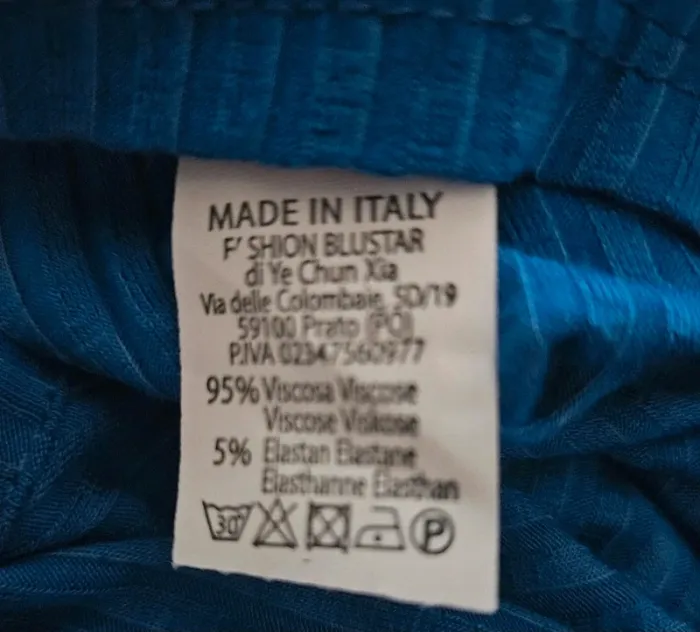 MADE IN ITALY
F' SHION BLUSTAR
di Ye Chun Xia
Via delle Colombaie, 5D/19
59100 Prato (PO)
P.IVA 02347560977
95% Viscosa Viscose
Viscose Viskose
5% Elastan Elastane
Elasthanne Elasthan
30°
P